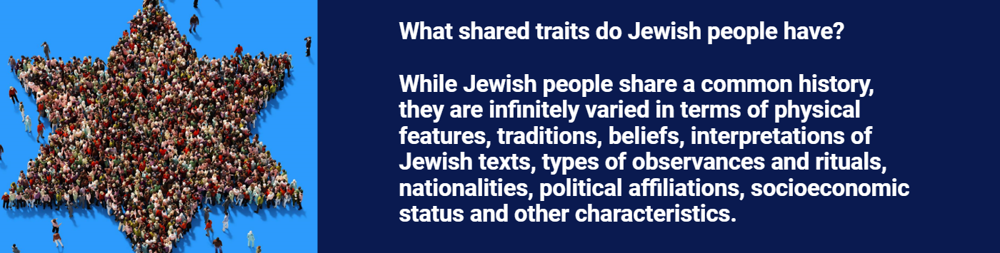 What shared traits do Jewish people have?
While Jewish people share a common history,
they are infinitely varied in terms of physical
features, traditions, beliefs, interpretations of
Jewish texts, types of observances and rituals,
nationalities, political affiliations, socioeconomic
status and other characteristics.